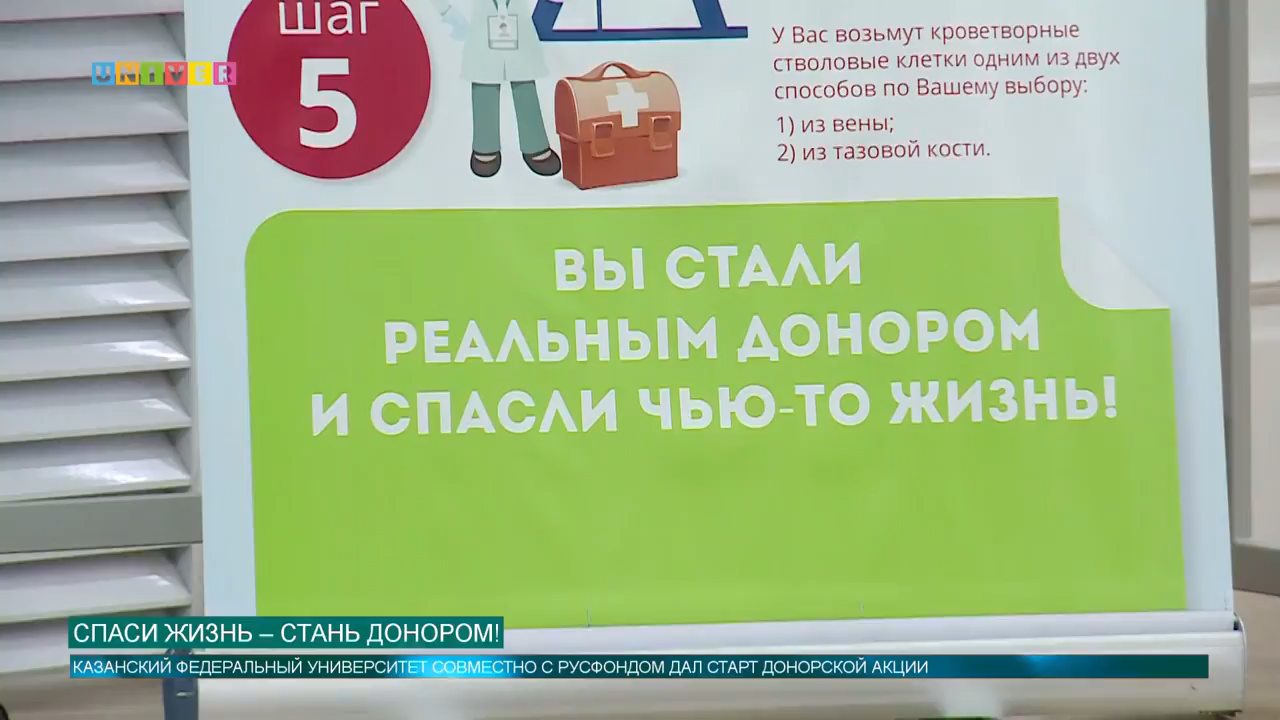 шаг
5
UNIVER
У Вас возьмут кроветворные
стволовые клетки одним из двух
способов по Вашему выбору:
1) из вены;
2) из тазовой кости.
ВЫ СТАЛИ
РЕАЛЬНЫМ ДОНОРОМ
И СПАСЛИ ЧЬЮ-ТО ЖИЗНЬ!
СПАСИ ЖИЗНЬ – СТАНЬ ДОНОРОМ!
КАЗАНСКИЙ ФЕДЕРАЛЬНЫЙ УНИВЕРСИТЕТ СОВМЕСТНО С РУСФОНДОМ ДАЛ СТАРТ ДОНОРСКОЙ АКЦИИ